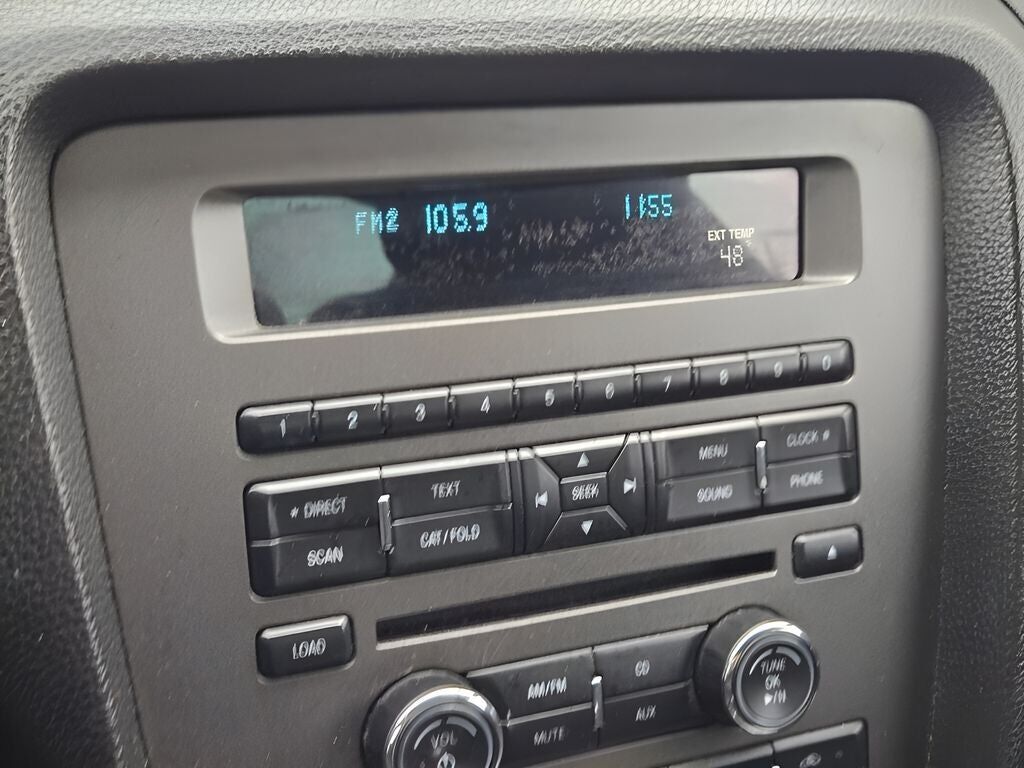 FM2 105.9 11:55
EXT TEMP
48°
1 2 3 4 5 6 7 8 9 0
* DIRECT TEXT MENU CLOCK #
SCAN CAT/FOLD SEEK SOUND PHONE
LOAD
AM/FM CD
MUTE AUX
VOL
TUNE
OK
▶/II